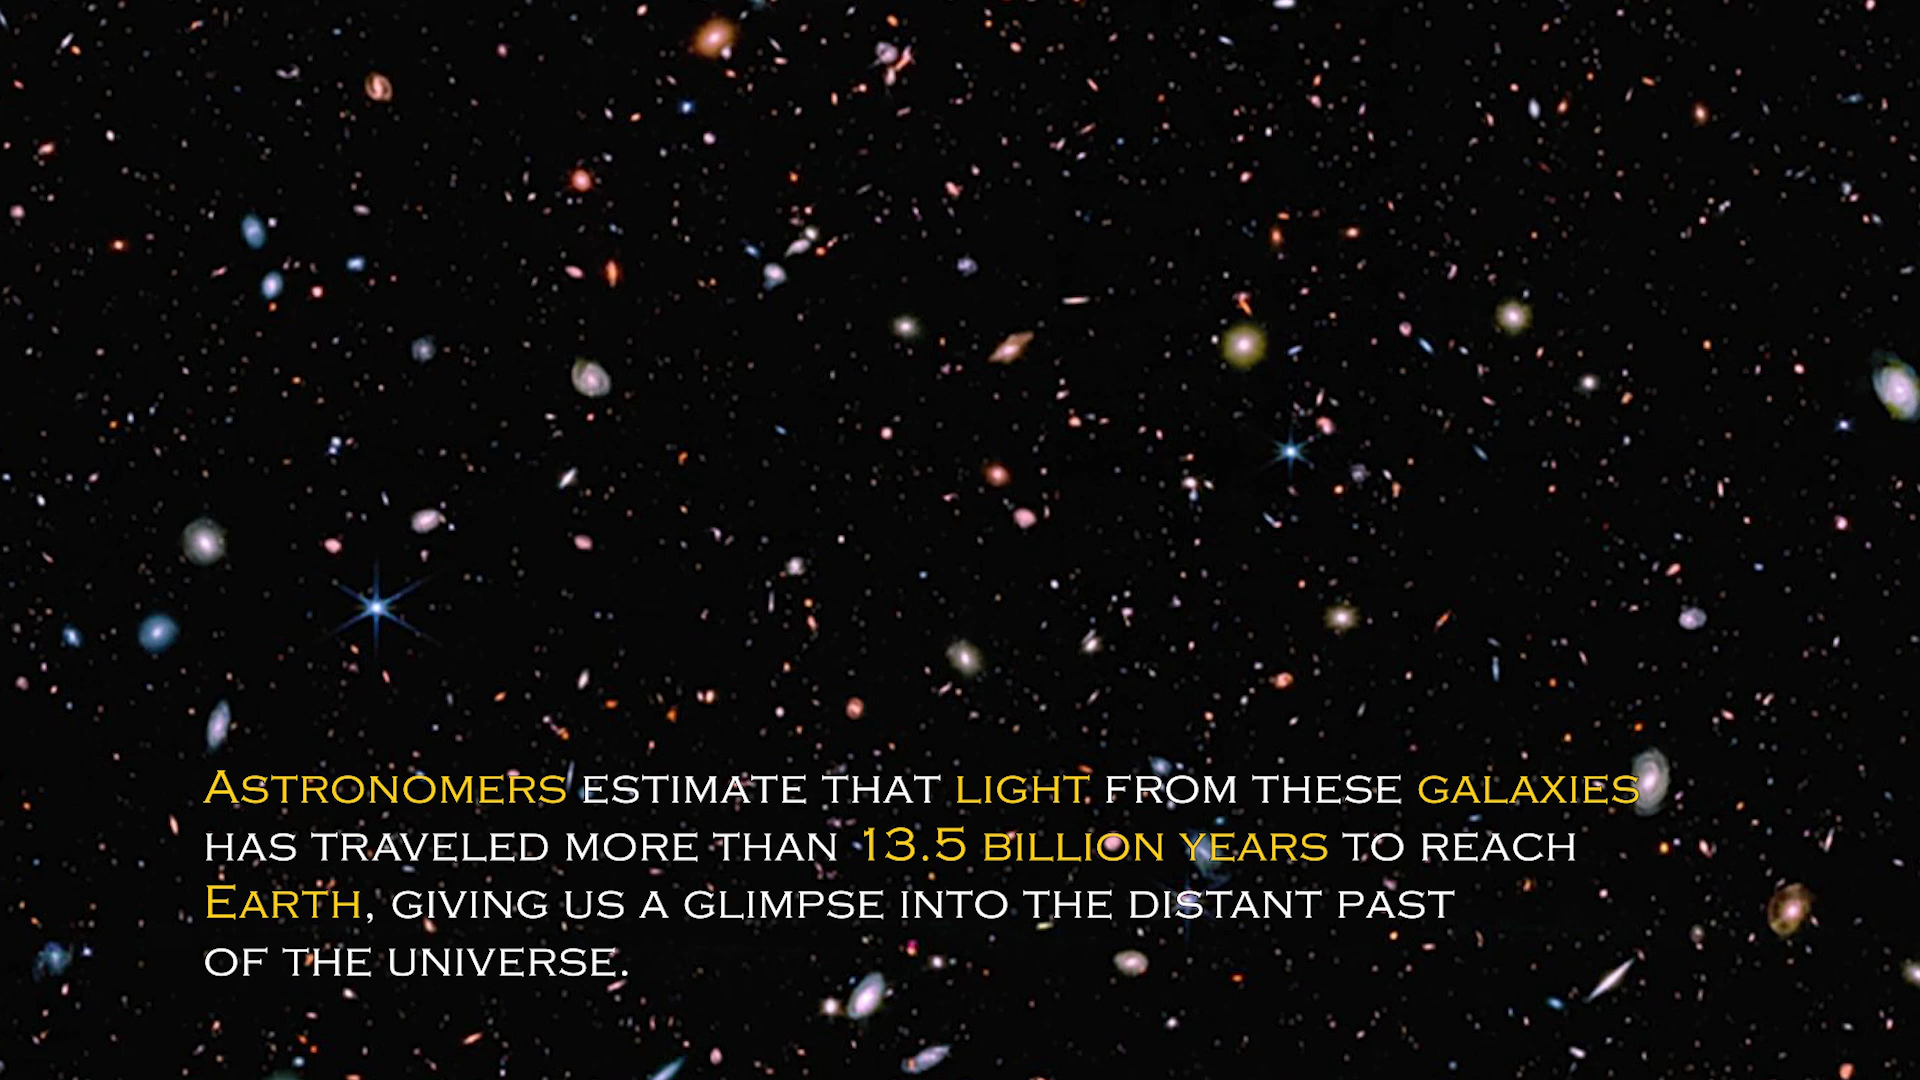 Astronomers estimate that light from these galaxies
has traveled more than 13.5 billion years to reach
Earth, giving us a glimpse into the distant past
of the universe.